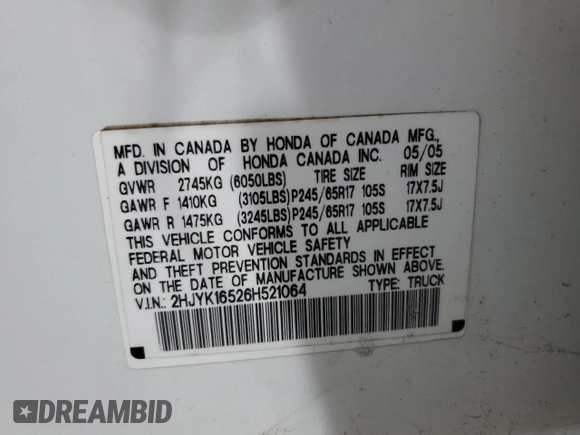 MFD. IN CANADA BY HONDA OF CANADA MFG.,
A DIVISION OF HONDA CANADA INC. 05/05
GVWR 2745KG (6050LBS) TIRE SIZE RIM SIZE
GAWR F 1410KG (3105LBS)P245/65R17 105S 17X7.5J
GAWR R 1475KG (3245LBS)P245/65R17 105S 17X7.5J
THIS VEHICLE CONFORMS TO ALL APPLICABLE
FEDERAL MOTOR VEHICLE SAFETY
AND THEFT PREVENTION STANDARDS IN EFFECT
ON THE DATE OF MANUFACTURE SHOWN ABOVE.
V.I.N.: 2HJYK16526H521064 TYPE: TRUCK
DREAMBID